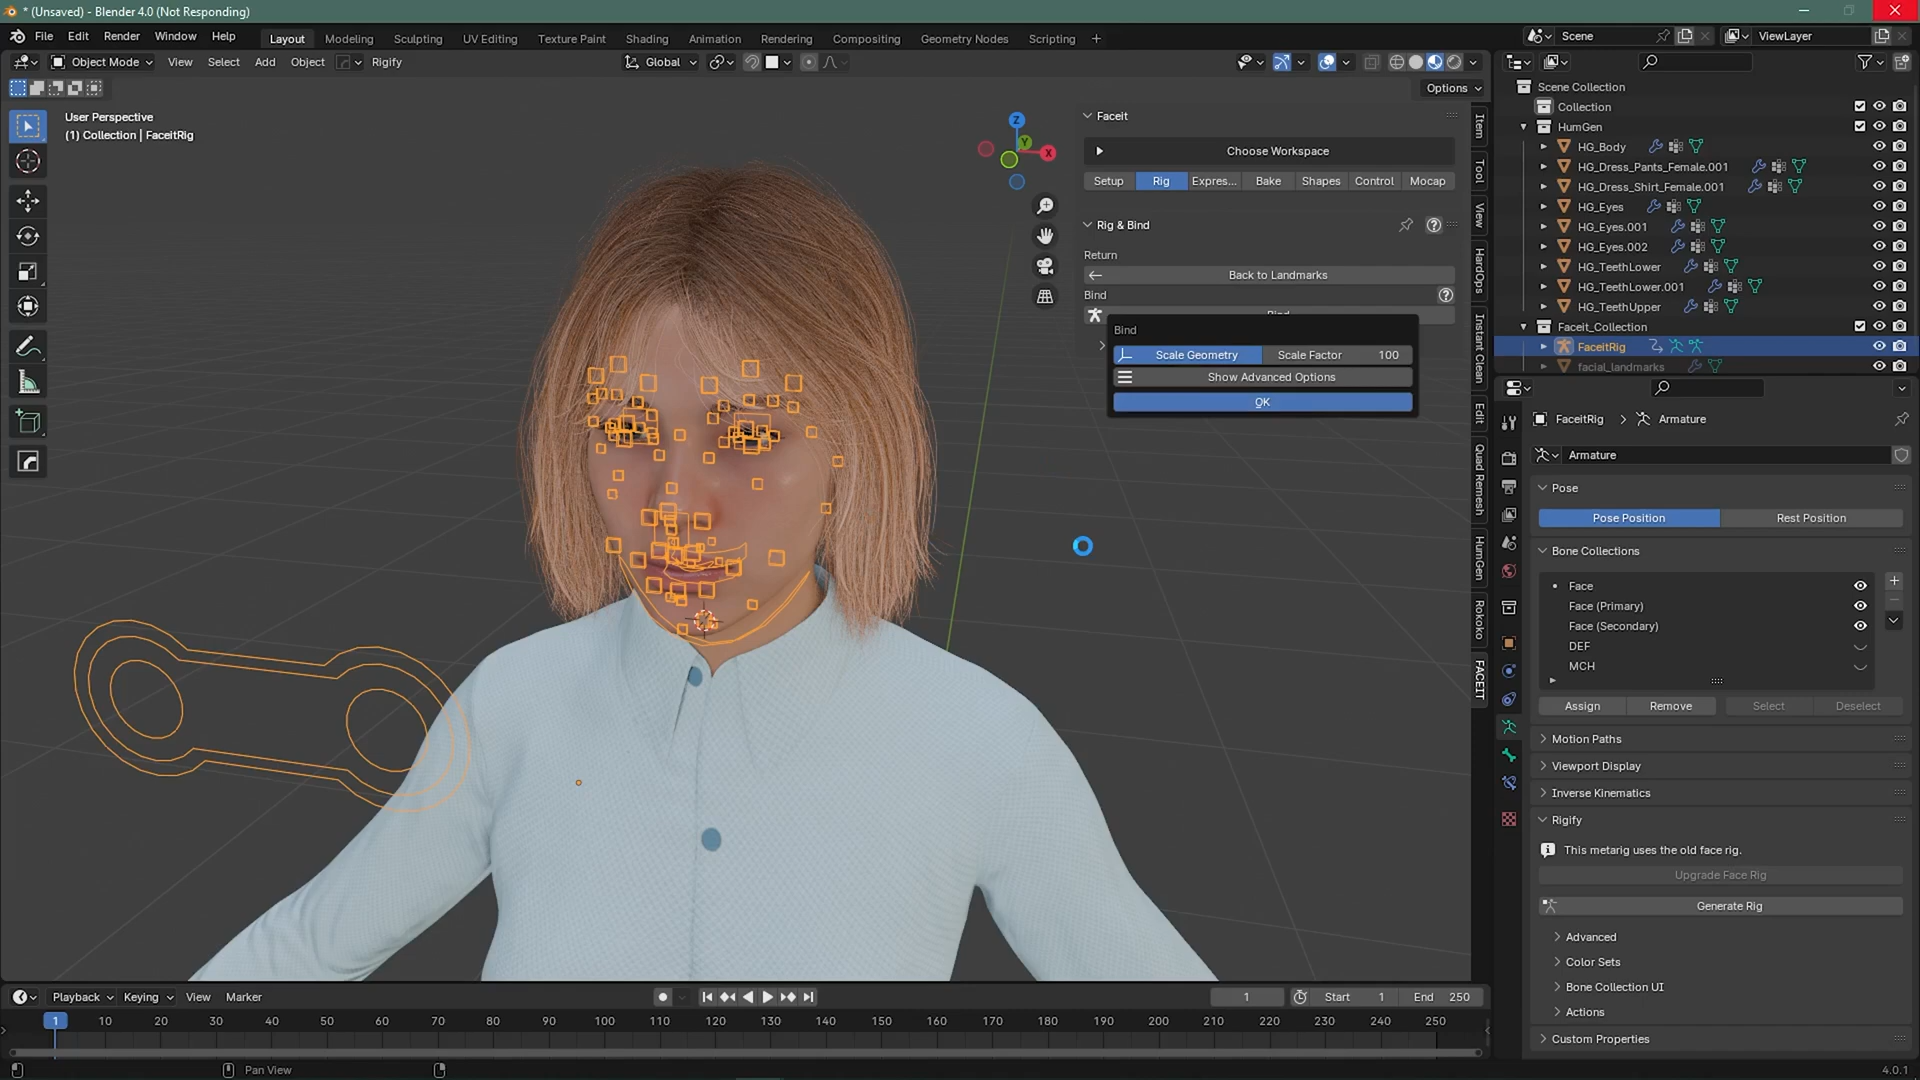 * (Unsaved) - Blender 4.0 (Not Responding)
File Edit Render Window Help
Layout Modeling Sculpting UV Editing Texture Paint Shading Animation Rendering Compositing Geometry Nodes Scripting +
Scene
ViewLayer
Object Mode View Select Add Object Rigify
Global
Options
User Perspective
(1) Collection | FaceitRig
Z
Y
X
Faceit
Choose Workspace
Setup Rig Expres... Bake Shapes Control Mocap
Rig & Bind
Return
Back to Landmarks
Bind
Bind
Scale Geometry Scale Factor 100
Show Advanced Options
OK
Item
Tool
View
HardOps
Instant Clean
Edit
Quad Remesh
HumGen
Rokoko
FACEIT
Scene Collection
Collection
HumGen
HG_Body
HG_Dress_Pants_Female.001
HG_Dress_Shirt_Female.001
HG_Eyes
HG_Eyes.001
HG_Eyes.002
HG_TeethLower
HG_TeethLower.001
HG_TeethUpper
Faceit_Collection
FaceitRig
facial_landmarks
FaceitRig > Armature
Armature
Pose
Pose Position Rest Position
Bone Collections
Face
Face (Primary)
Face (Secondary)
DEF
MCH
Assign Remove Select Deselect
Motion Paths
Viewport Display
Inverse Kinematics
Rigify
This metarig uses the old face rig.
Upgrade Face Rig
Generate Rig
Advanced
Color Sets
Bone Collection UI
Actions
Custom Properties
Playback Keying View Marker
1 Start 1 End 250
1 10 20 30 40 50 60 70 80 90 100 110 120 130 140 150 160 170 180 190 200 210 220 230 240 250
Pan View
4.0.1